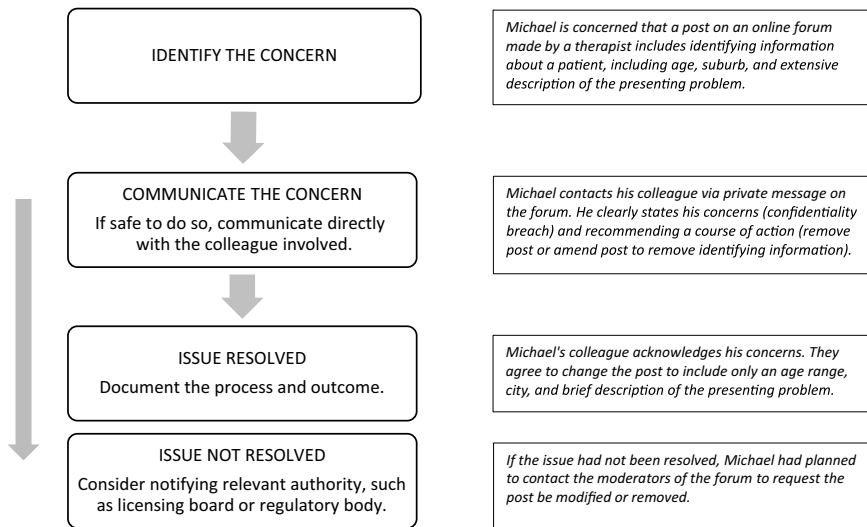 IDENTIFY THE CONCERN
Michael is concerned that a post on an online forum
made by a therapist includes identifying information
about a patient, including age, suburb, and extensive
description of the presenting problem.
COMMUNICATE THE CONCERN
If safe to do so, communicate directly
with the colleague involved.
Michael contacts his colleague via private message on
the forum. He clearly states his concerns (confidentiality
breach) and recommending a course of action (remove
post or amend post to remove identifying information).
ISSUE RESOLVED
Document the process and outcome.
Michael's colleague acknowledges his concerns. They
agree to change the post to include only an age range,
city, and brief description of the presenting problem.
ISSUE NOT RESOLVED
Consider notifying relevant authority, such
as licensing board or regulatory body.
If the issue had not been resolved, Michael had planned
to contact the moderators of the forum to request the
post be modified or removed.